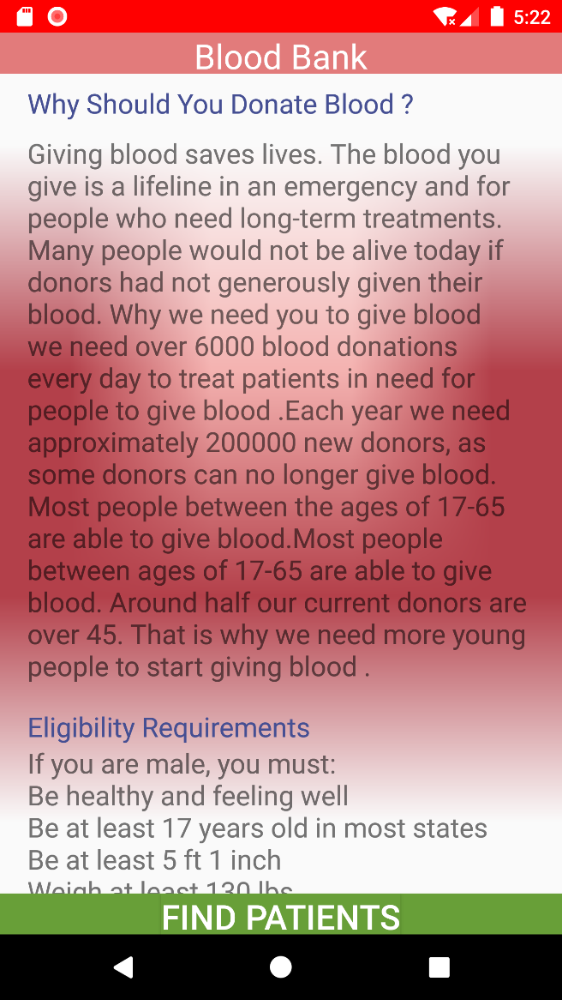 5:22
Blood Bank
Why Should You Donate Blood ?
Giving blood saves lives. The blood you
give is a lifeline in an emergency and for
people who need long-term treatments.
Many people would not be alive today if
donors had not generously given their
blood. Why we need you to give blood
we need over 6000 blood donations
every day to treat patients in need for
people to give blood .Each year we need
approximately 200000 new donors, as
some donors can no longer give blood.
Most people between the ages of 17-65
are able to give blood.Most people
between ages of 17-65 are able to give
blood. Around half our current donors are
over 45. That is why we need more young
people to start giving blood .
Eligibility Requirements
If you are male, you must:
Be healthy and feeling well
Be at least 17 years old in most states
Be at least 5 ft 1 inch
Weigh at least 130 lbs
FIND PATIENTS